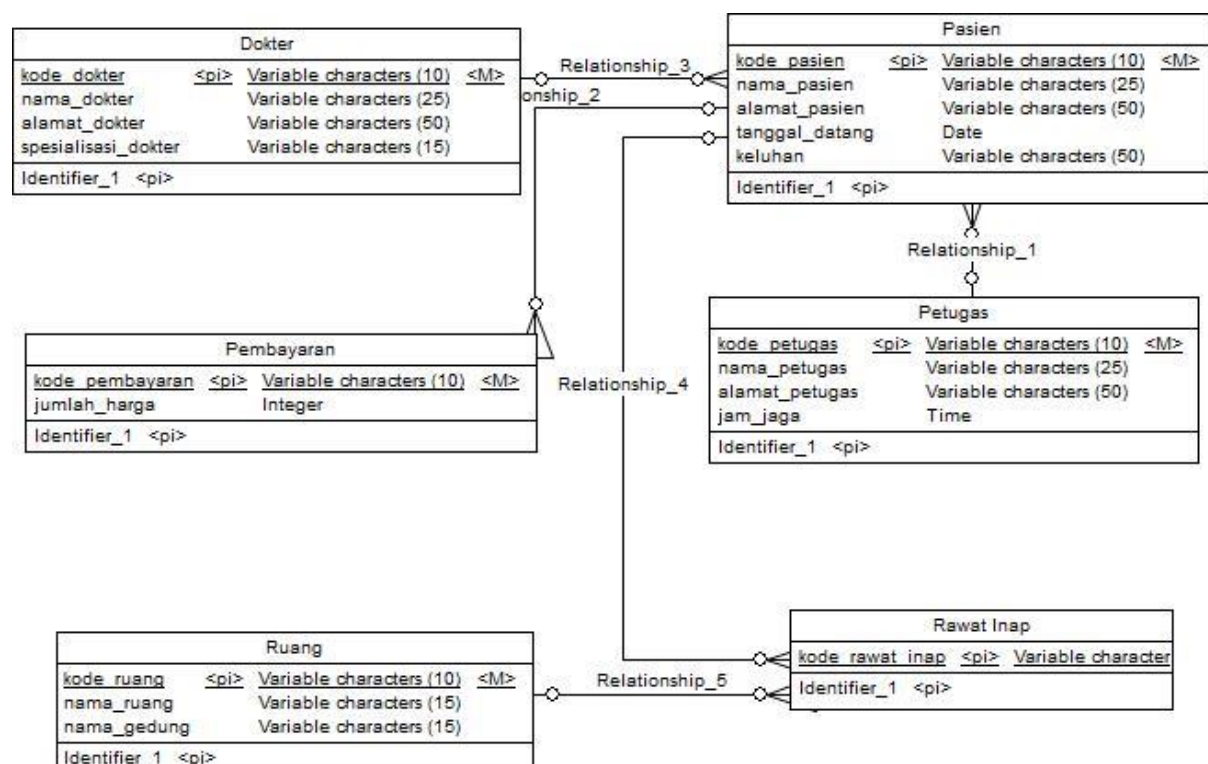 Dokter
kode_dokter <pi> Variable characters (10) <M>
nama_dokter Variable characters (25)
alamat_dokter Variable characters (50)
spesialisasi_dokter Variable characters (15)
Identifier_1 <pi>
Relationship_3
onship_2
Pasien
kode_pasien <pi> Variable characters (10) <M>
nama_pasien Variable characters (25)
alamat_pasien Variable characters (50)
tanggal_datang Date
keluhan Variable characters (50)
Identifier_1 <pi>
Relationship_1
Petugas
kode_petugas <pi> Variable characters (10) <M>
nama_petugas Variable characters (25)
alamat_petugas Variable characters (50)
jam_jaga Time
Identifier_1 <pi>
Pembayaran
kode_pembayaran <pi> Variable characters (10) <M>
jumlah_harga Integer
Identifier_1 <pi>
Relationship_4
Ruang
kode_ruang <pi> Variable characters (10) <M>
nama_ruang Variable characters (15)
nama_gedung Variable characters (15)
Identifier_1 <pi>
Relationship_5
Rawat Inap
kode_rawat_inap <pi> Variable character
Identifier_1 <pi>